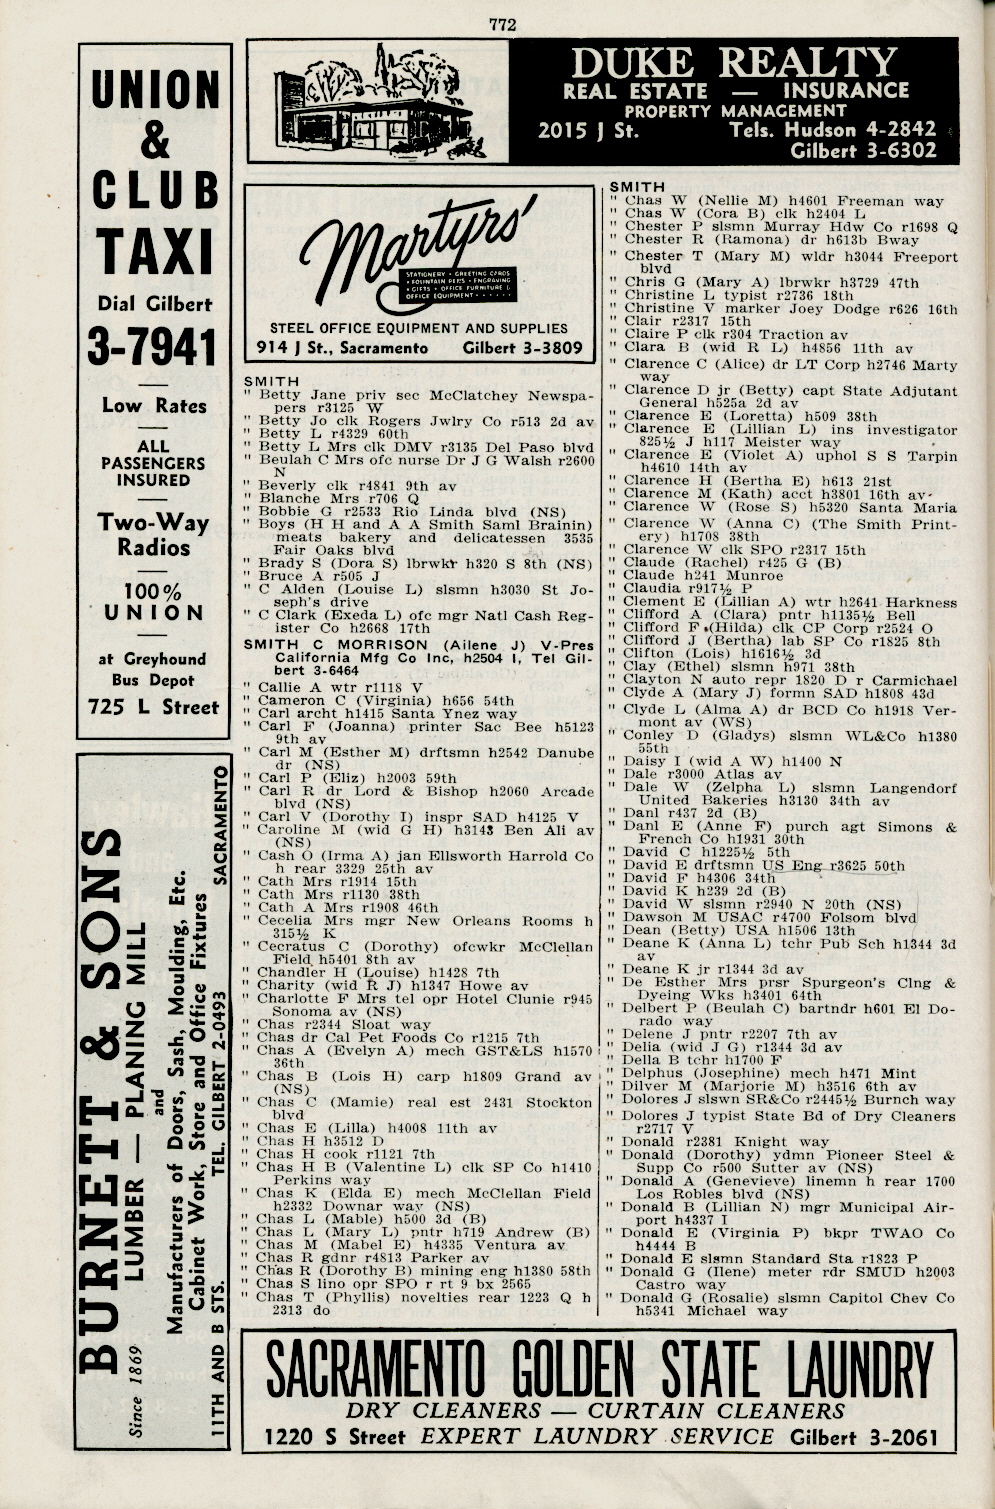 772
UNION
&
CLUB
TAXI
Dial Gilbert
3-7941
Low Rates
ALL
PASSENGERS
INSURED
Two-Way
Radios
100%
UNION
at Greyhound
Bus Depot
725 L Street
BURNETT & SONS
Since 1869
LUMBER — PLANING MILL
and
Manufacturers of Doors, Sash, Moulding, Etc.
Cabinet Work, Store and Office Fixtures
11TH AND B STS. TEL. GILBERT 2-0493 SACRAMENTO
DUKE REALTY
REAL ESTATE — INSURANCE
PROPERTY MANAGEMENT
2015 J St. Tels. Hudson 4-2842
Gilbert 3-6302
Martyrs'
STATIONERY • GREETING CARDS
• FOUNTAIN PENS • ENGRAVING
• GIFTS • OFFICE FURNITURE &
OFFICE EQUIPMENT • • • • • •
STEEL OFFICE EQUIPMENT AND SUPPLIES
914 J St., Sacramento Gilbert 3-3809
SMITH
" Betty Jane priv sec McClatchey Newspa-
pers r3125 W
" Betty Jo clk Rogers Jwlry Co r513 2d av
" Betty L r4329 60th
" Betty L Mrs clk DMV r3135 Del Paso blvd
" Beulah C Mrs ofc nurse Dr J G Walsh r2600
N
" Beverly clk r4841 9th av
" Blanche Mrs r706 Q
" Bobbie G r2533 Rio Linda blvd (NS)
" Boys (H H and A A Smith Saml Brainin)
meats bakery and delicatessen 3535
Fair Oaks blvd
" Brady S (Dora S) lbrwkr h320 S 8th (NS)
" Bruce A r505 J
" C Alden (Louise L) slsmn h3030 St Jo-
seph's drive
" C Clark (Exeda L) ofc mgr Natl Cash Reg-
ister Co h2668 17th
SMITH C MORRISON (Ailene J) V-Pres
California Mfg Co Inc, h2504 I, Tel Gil-
bert 3-6464
" Callie A wtr r1118 V
" Cameron C (Virginia) h656 54th
" Carl archt h1415 Santa Ynez way
" Carl F (Joanna) printer Sac Bee h5123
9th av
" Carl M (Esther M) drftsmn h2542 Danube
dr (NS)
" Carl P (Eliz) h2003 59th
" Carl R dr Lord & Bishop h2060 Arcade
blvd (NS)
" Carl V (Dorothy I) inspr SAD h4125 V
" Caroline M (wid G H) h3143 Ben Ali av
(NS)
" Cash O (Irma A) jan Ellsworth Harrold Co
h rear 3329 25th av
" Cath Mrs r1914 15th
" Cath Mrs r1130 38th
" Cath A Mrs r1908 46th
" Cecelia Mrs mgr New Orleans Rooms h
315½ K
" Cecratus C (Dorothy) ofcwkr McClellan
Field h5401 8th av
" Chandler H (Louise) h1428 7th
" Charity (wid R J) h1347 Howe av
" Charlotte F Mrs tel opr Hotel Clunie r945
Sonoma av (NS)
" Chas r2344 Sloat way
" Chas dr Cal Pet Foods Co r1215 7th
" Chas A (Evelyn A) mech GST&LS h1570
36th
" Chas B (Lois H) carp h1809 Grand av
(NS)
" Chas C (Mamie) real est 2431 Stockton
blvd
" Chas E (Lilla) h4008 11th av
" Chas H h3512 D
" Chas H cook r1121 7th
" Chas H B (Valentine L) clk SP Co h1410
Perkins way
" Chas K (Elda E) mech McClellan Field
h2332 Downar way (NS)
" Chas L (Mable) h500 3d (B)
" Chas L (Mary L) pntr h719 Andrew (B)
" Chas M (Mabel E) h4335 Ventura av
" Chas R gdnr r4813 Parker av
" Chas R (Dorothy B) mining eng h1380 58th
" Chas S lino opr SPO r rt 9 bx 2565
" Chas T (Phyllis) novelties rear 1223 Q h
2313 do
SMITH
" Chas W (Nellie M) h4601 Freeman way
" Chas W (Cora B) clk h2404 L
" Chester P slsmn Murray Hdw Co r1698 Q
" Chester R (Ramona) dr h613b Bway
" Chester T (Mary M) wldr h3044 Freeport
blvd
" Chris G (Mary A) lbrwkr h3729 47th
" Christine L typist r2736 18th
" Christine V marker Joey Dodge r626 16th
" Clair r2317 15th
" Claire P clk r304 Traction av
" Clara B (wid R L) h4856 11th av
" Clarence C (Alice) dr LT Corp h2746 Marty
way
" Clarence D jr (Betty) capt State Adjutant
General h525a 2d av
" Clarence E (Loretta) h509 38th
" Clarence E (Lillian L) ins investigator
825½ J h117 Meister way
" Clarence E (Violet A) uphol S S Tarpin
h4610 14th av
" Clarence H (Bertha E) h613 21st
" Clarence M (Kath) acct h3801 16th av
" Clarence W (Rose S) h5320 Santa Maria
" Clarence W (Anna C) (The Smith Print-
ery) h1708 38th
" Clarence W clk SPO r2317 15th
" Claude (Rachel) r425 G (B)
" Claude h241 Munroe
" Claudia r917½ P
" Clement E (Lillian A) wtr h2641 Harkness
" Clifford A (Clara) pntr h1135½ Bell
" Clifford F (Hilda) clk CP Corp r2524 O
" Clifford J (Bertha) lab SP Co r1825 8th
" Clifton (Lois) h1616½ 3d
" Clay (Ethel) slsmn h971 38th
" Clayton N auto repr 1820 D r Carmichael
" Clyde A (Mary J) formn SAD h1808 43d
" Clyde L (Alma A) dr BCD Co h1918 Ver-
mont av (WS)
" Conley D (Gladys) slsmn WL&Co h1380
55th
" Daisy I (wid A W) h1400 N
" Dale r3000 Atlas av
" Dale W (Zelpha L) slsmn Langendorf
United Bakeries h3130 34th av
" Danl r437 2d (B)
" Danl E (Anne F) purch agt Simons &
French Co h1931 30th
" David C h1225½ 5th
" David E drftsmn US Eng r3625 50th
" David F h4306 34th
" David K h239 2d (B)
" David W slsmn r2940 N 20th (NS)
" Dawson M USAC r4700 Folsom blvd
" Dean (Betty) USA h1506 13th
" Deane K (Anna L) tchr Pub Sch h1344 3d
av
" Deane K jr r1344 3d av
" De Esther Mrs prsr Spurgeon's Clng &
Dyeing Wks h3401 64th
" Delbert P (Beulah C) bartndr h601 El Do-
rado way
" Delene J pntr r2207 7th av
" Delia (wid J G) r1344 3d av
" Della B tchr h1700 F
" Delphus (Josephine) mech h471 Mint
" Dilver M (Marjorie M) h3516 6th av
" Dolores J slswn SR&Co r2445½ Burnch way
" Dolores J typist State Bd of Dry Cleaners
r2717 V
" Donald r2381 Knight way
" Donald (Dorothy) ydmn Pioneer Steel &
Supp Co r500 Sutter av (NS)
" Donald A (Genevieve) linemn h rear 1700
Los Robles blvd (NS)
" Donald B (Lillian N) mgr Municipal Air-
port h4337 I
" Donald E (Virginia P) bkpr TWAO Co
h4444 B
" Donald E slsmn Standard Sta r1823 P
" Donald G (Ilene) meter rdr SMUD h2003
Castro way
" Donald G (Rosalie) slsmn Capitol Chev Co
h5341 Michael way
SACRAMENTO GOLDEN STATE LAUNDRY
DRY CLEANERS — CURTAIN CLEANERS
1220 S Street EXPERT LAUNDRY SERVICE Gilbert 3-2061